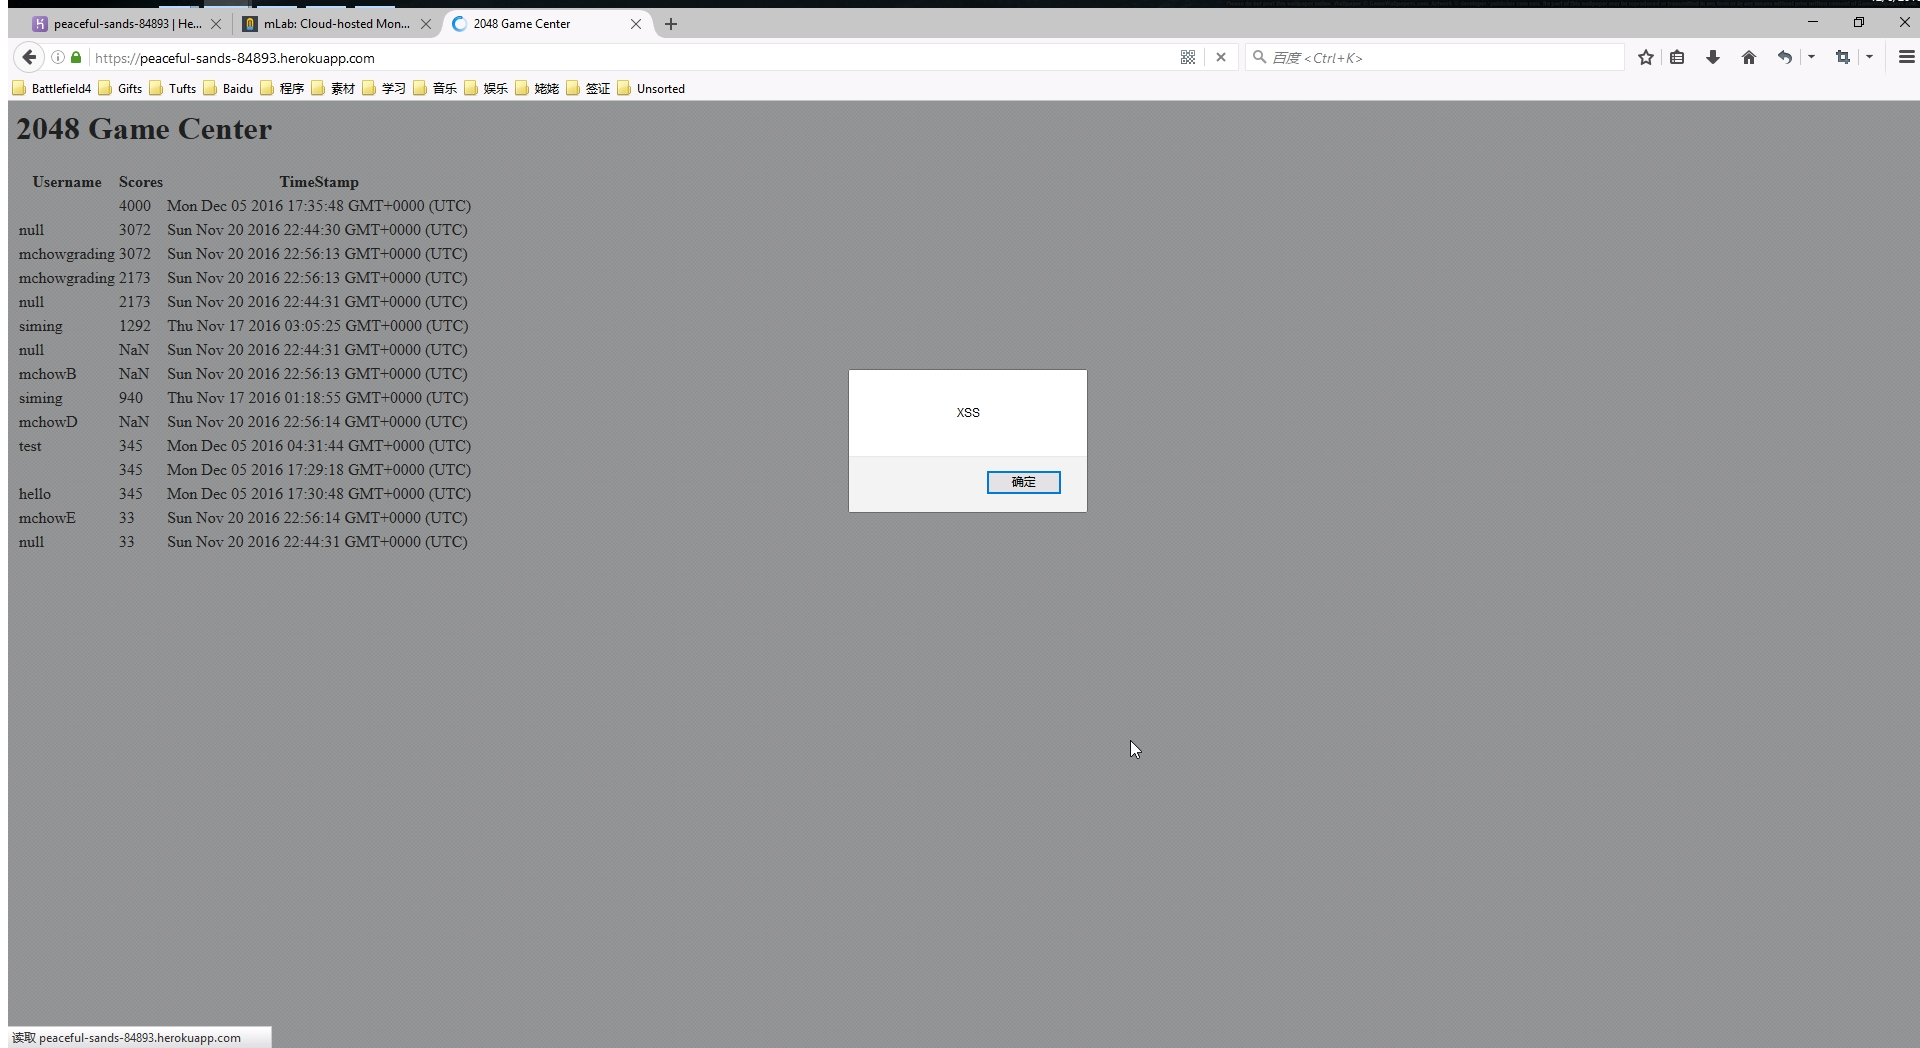 peaceful-sands-84893 | He...
mLab: Cloud-hosted Mon...
2048 Game Center
https://peaceful-sands-84893.herokuapp.com
百度 <Ctrl+K>
Battlefield4 Gifts Tufts Baidu 程序 素材 学习 音乐 娱乐 姥姥 签证 Unsorted
2048 Game Center
Username Scores TimeStamp
4000 Mon Dec 05 2016 17:35:48 GMT+0000 (UTC)
null 3072 Sun Nov 20 2016 22:44:30 GMT+0000 (UTC)
mchowgrading 3072 Sun Nov 20 2016 22:56:13 GMT+0000 (UTC)
mchowgrading 2173 Sun Nov 20 2016 22:56:13 GMT+0000 (UTC)
null 2173 Sun Nov 20 2016 22:44:31 GMT+0000 (UTC)
siming 1292 Thu Nov 17 2016 03:05:25 GMT+0000 (UTC)
null NaN Sun Nov 20 2016 22:44:31 GMT+0000 (UTC)
mchowB NaN Sun Nov 20 2016 22:56:13 GMT+0000 (UTC)
siming 940 Thu Nov 17 2016 01:18:55 GMT+0000 (UTC)
mchowD NaN Sun Nov 20 2016 22:56:14 GMT+0000 (UTC)
test 345 Mon Dec 05 2016 04:31:44 GMT+0000 (UTC)
345 Mon Dec 05 2016 17:29:18 GMT+0000 (UTC)
hello 345 Mon Dec 05 2016 17:30:48 GMT+0000 (UTC)
mchowE 33 Sun Nov 20 2016 22:56:14 GMT+0000 (UTC)
null 33 Sun Nov 20 2016 22:44:31 GMT+0000 (UTC)
XSS
确定
读取 peaceful-sands-84893.herokuapp.com